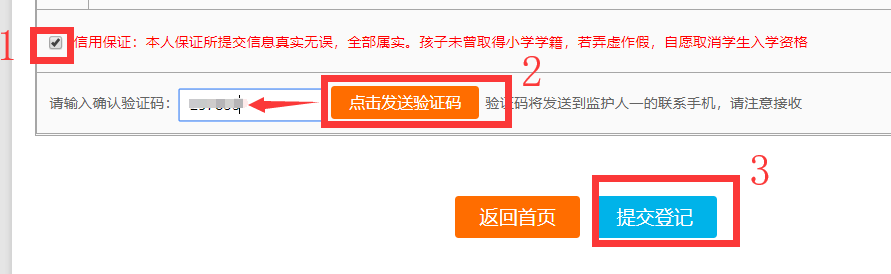 1
信用保证：本人保证所提交信息真实无误，全部属实。孩子未曾取得小学学籍，若弄虚作假，自愿取消学生入学资格
2
请输入确认验证码： 点击发送验证码 验证码将发送到监护人一的联系手机，请注意接收
3
返回首页 提交登记